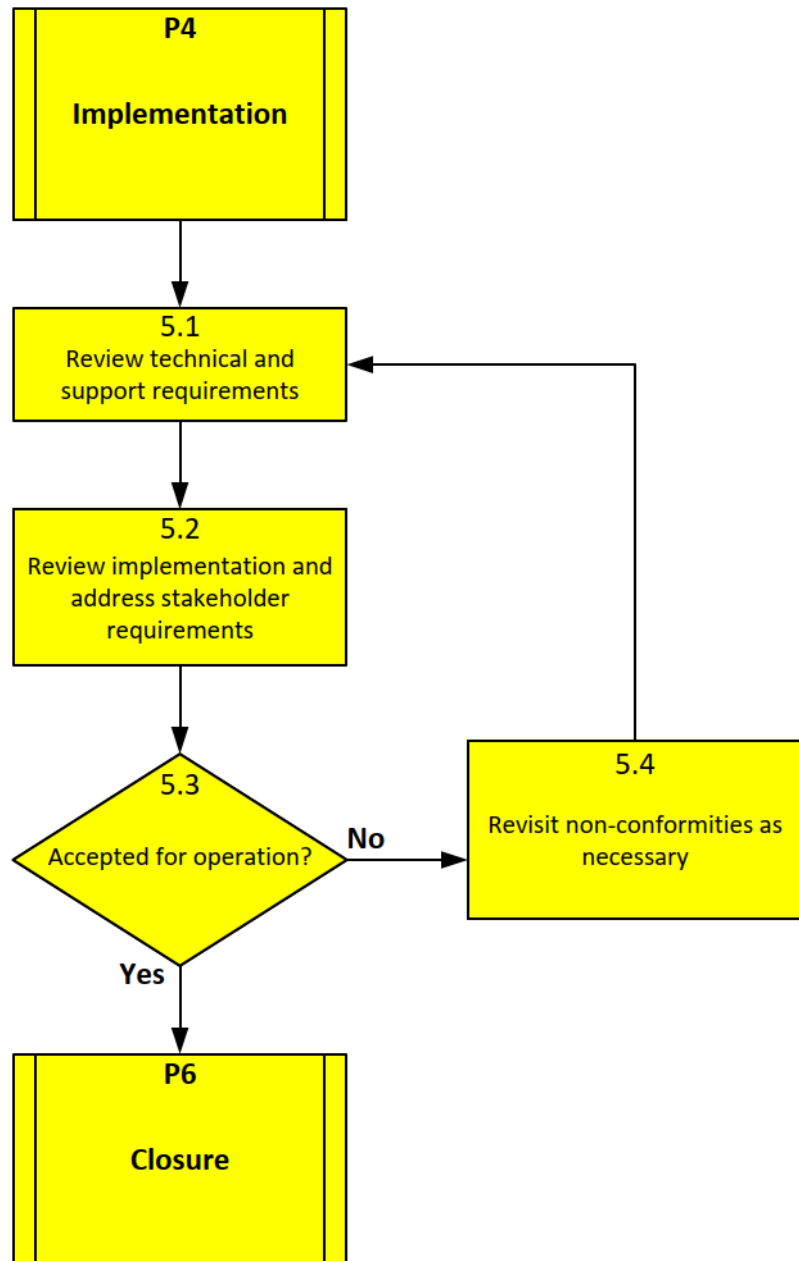 P4
Implementation
5.1
Review technical and
support requirements
5.2
Review implementation and
address stakeholder
requirements
5.3
Accepted for operation?
No
5.4
Revisit non-conformities as
necessary
Yes
P6
Closure